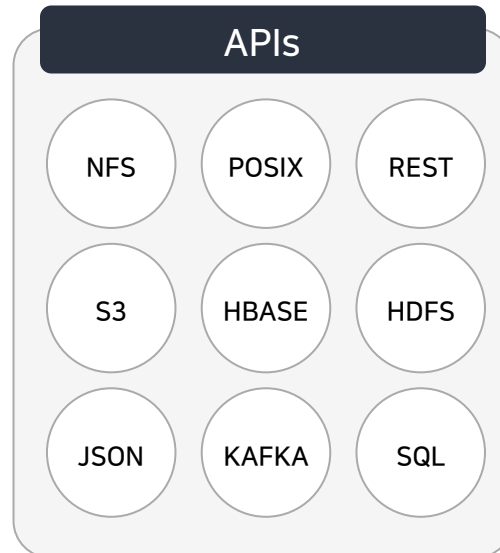 APIs
NFS
POSIX
REST
S3
HBASE
HDFS
JSON
KAFKA
SQL